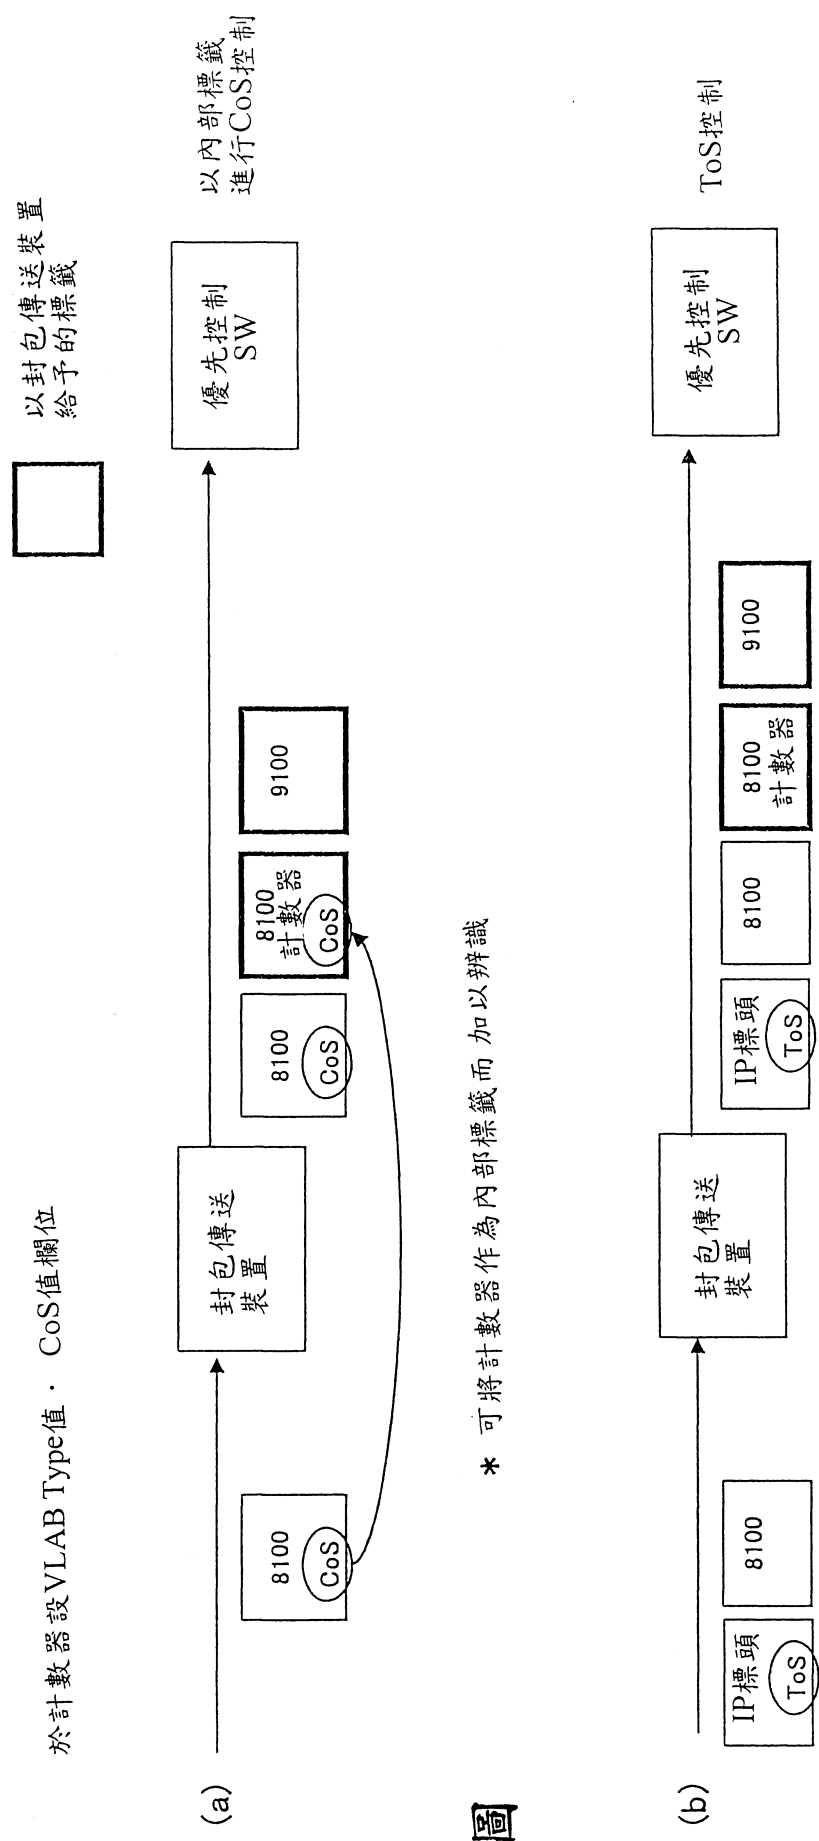 於計數器設VLAB Type值・CoS值欄位
以封包傳送裝置
給予的標籤
(a)
8100
CoS
封包傳送
裝置
8100
CoS
8100
計數器
CoS
9100
優先控制
SW
以內部標籤
進行CoS控制
* 可將計數器作為內部標籤而加以辨識
圖
(b)
IP標頭
ToS
8100
封包傳送
裝置
IP標頭
ToS
8100
8100
計數器
9100
優先控制
SW
ToS控制